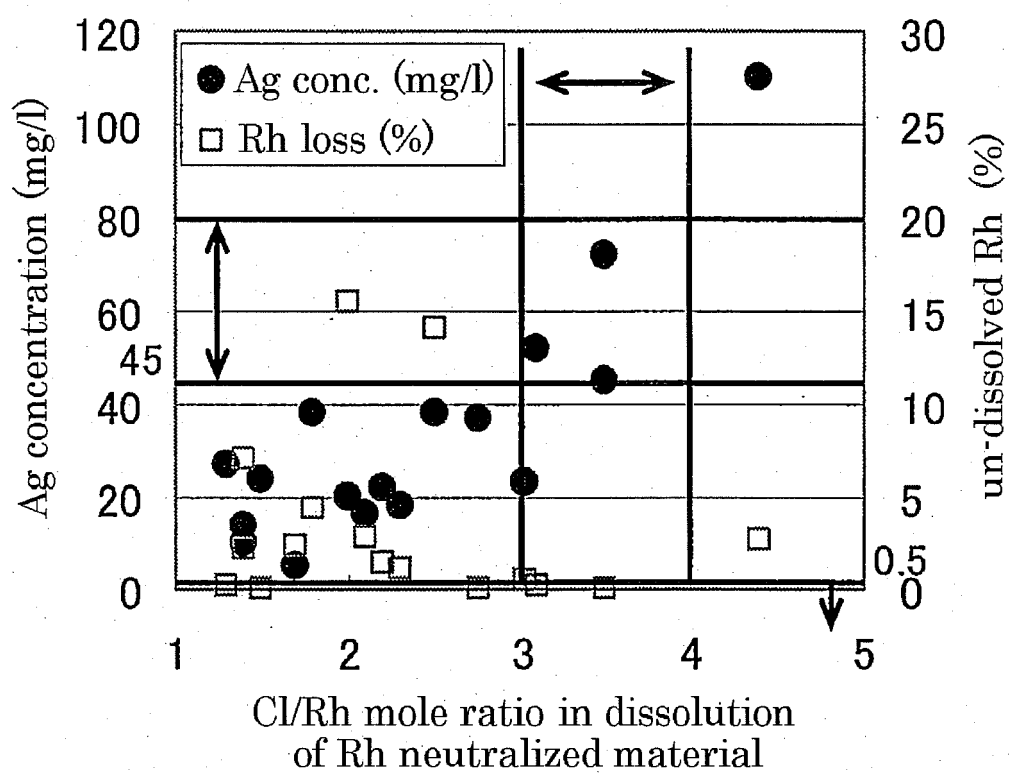 120
100
80
60
45
40
20
0
Ag concentration (mg/l)
Ag conc. (mg/l)
Rh loss (%)
30
25
20
15
10
5
0.5
0
un-dissolved Rh (%)
1 2 3 4 5
Cl/Rh mole ratio in dissolution
of Rh neutralized material